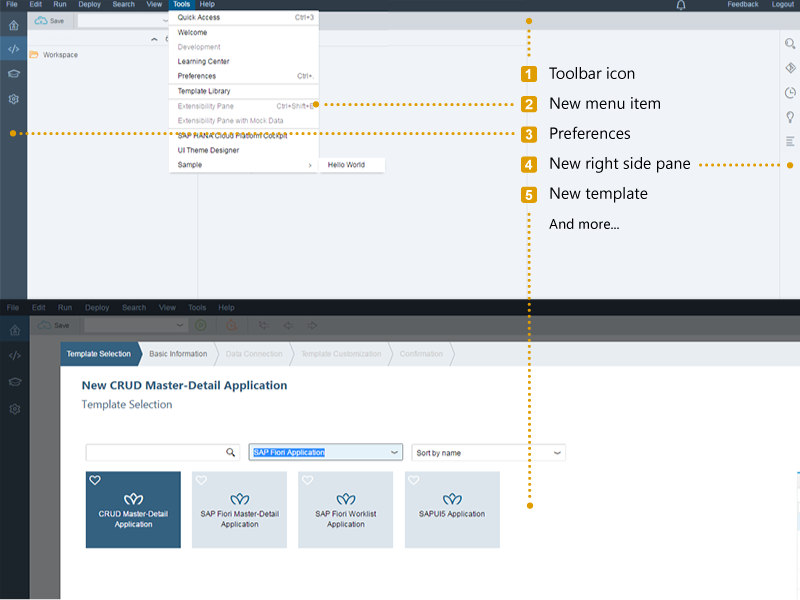 File Edit Run Deploy Search View Tools Help Feedback Logout
Save
Workspace
Quick Access Ctrl+3
Welcome
Development
Learning Center
Preferences Ctrl+.
Template Library
Extensibility Pane Ctrl+Shift+E
Extensibility Pane with Mock Data
SAP HANA Cloud Platform Cockpit
UI Theme Designer
Sample
Hello World
1 Toolbar icon
2 New menu item
3 Preferences
4 New right side pane
5 New template
And more...
File Edit Run Deploy Search View Tools Help
Save
Template Selection Basic Information Data Connection Template Customization Confirmation
New CRUD Master-Detail Application
Template Selection
SAP Fiori Application Sort by name
CRUD Master-Detail
Application
SAP Fiori Master-Detail
Application
SAP Fiori Worklist
Application
SAPUI5 Application